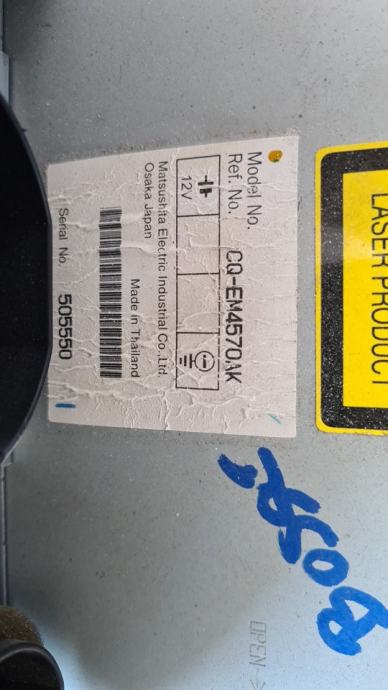 Model No.
Ref. No. CQ-EM4570AK
12V
Matsushita Electric Industrial Co.,Ltd.
Osaka Japan
Made in Thailand
Serial No. 505550
LASER PRODUCT
OPEN